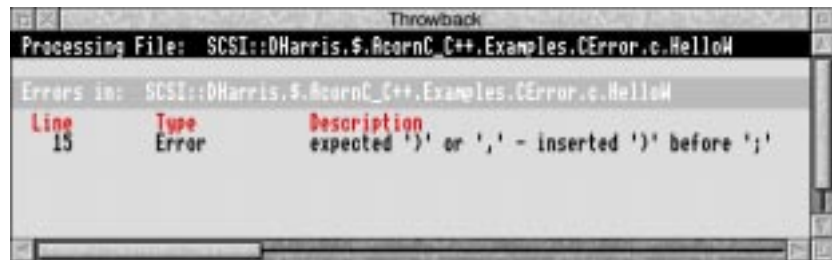 Throwback
Processing File: SCSI::DHarris.$.AcornC_C++.Examples.CError.c.HelloW
Errors in: SCSI::DHarris.$.AcornC_C++.Examples.CError.c.HelloW
Line Type Description
15 Error expected ')' or ',' - inserted ')' before ';'